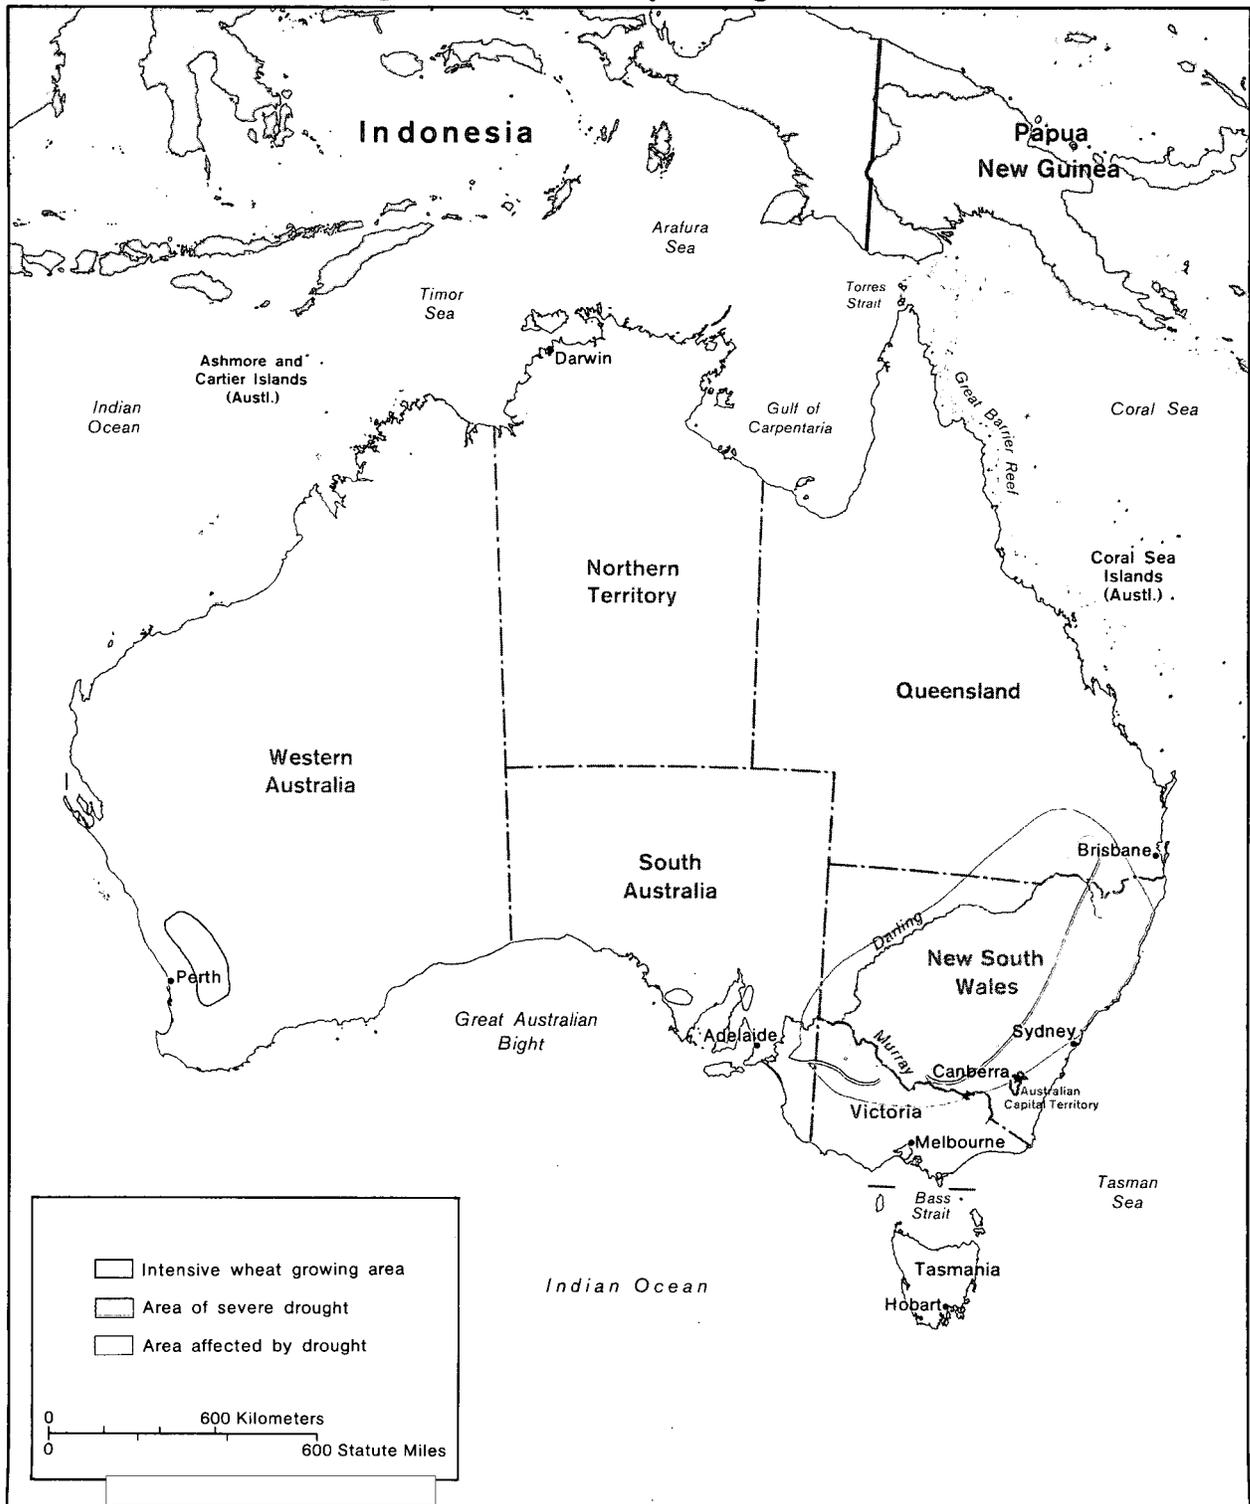 Indonesia
Papua
New Guinea
Arafura
Sea
Timor
Sea
Torres
Strait
Ashmore and
Cartier Islands
(Austl.)
Darwin
Indian
Ocean
Gulf of
Carpentaria
Great Barrier Reef
Coral Sea
Coral Sea
Islands
(Austl.)
Northern
Territory
Queensland
Western
Australia
South
Australia
Brisbane
Darling
New South
Wales
Perth
Great Australian
Bight
Adelaide
Murray
Sydney
Canberra
Australian
Capital Territory
Victoria
Melbourne
Bass
Strait
Tasman
Sea
Indian Ocean
Tasmania
Hobart
Intensive wheat growing area
Area of severe drought
Area affected by drought
0 600 Kilometers
0 600 Statute Miles